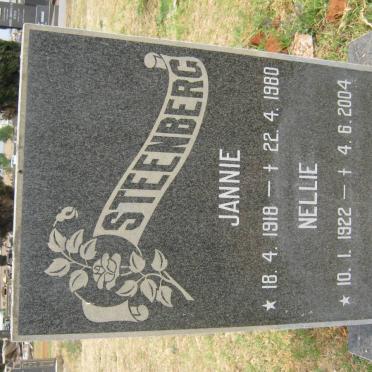 STEENBERG
JANNIE
★ 18. 4. 1918 — † 22. 4. 1980
NELLIE
★ 10. 1. 1922 — † 4. 6. 2004